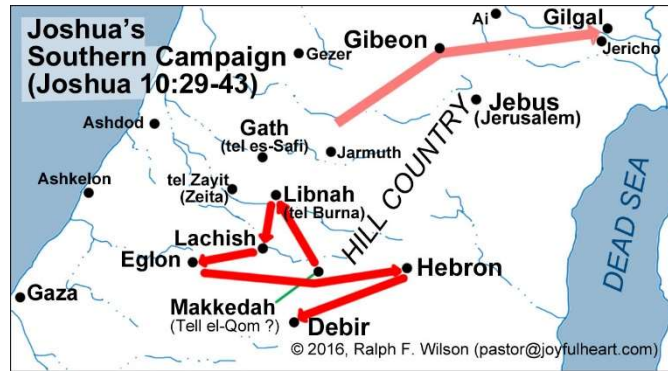 Joshua's
Southern Campaign
(Joshua 10:29-43)
Ai
Gilgal
Gibeon
Jericho
Gezer
Jebus
(Jerusalem)
Ashdod
Gath
(tel es-Safi)
Jarmuth
HILL COUNTRY
DEAD SEA
Ashkelon
tel Zayit
(Zeita)
Libnah
(tel Burna)
Lachish
Eglon
Hebron
Gaza
Makkedah
(Tell el-Qom ?)
Debir
© 2016, Ralph F. Wilson (pastor@joyfulheart.com)